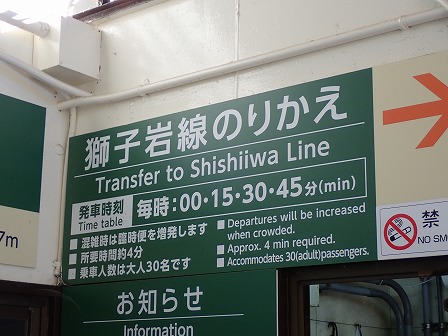 獅子岩線のりかえ
Transfer to Shishiiwa Line
発車時刻
Time table
毎時:00・15・30・45分(min)
■ 混雑時は臨時便を増発します
■ 所要時間約4分
■ 乗車人数は大人30名です
■ Departures will be increased
when crowded.
■ Approx. 4 min required.
■ Accommodates 30(adult)passengers.
お知らせ
Information
7m
禁
NO SM